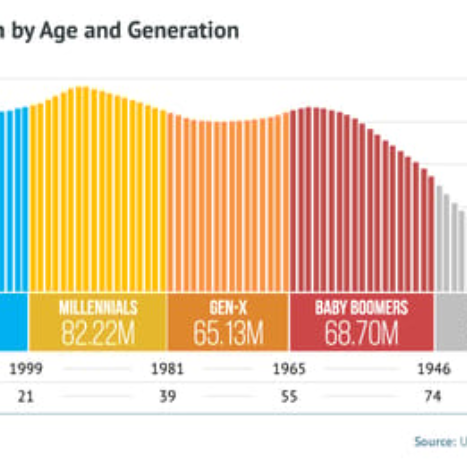 n by Age and Generation
MILLENNIALS GEN-X BABY BOOMERS
82.22M 65.13M 68.70M
1999 1981 1965 1946
21 39 55 74
Source: U